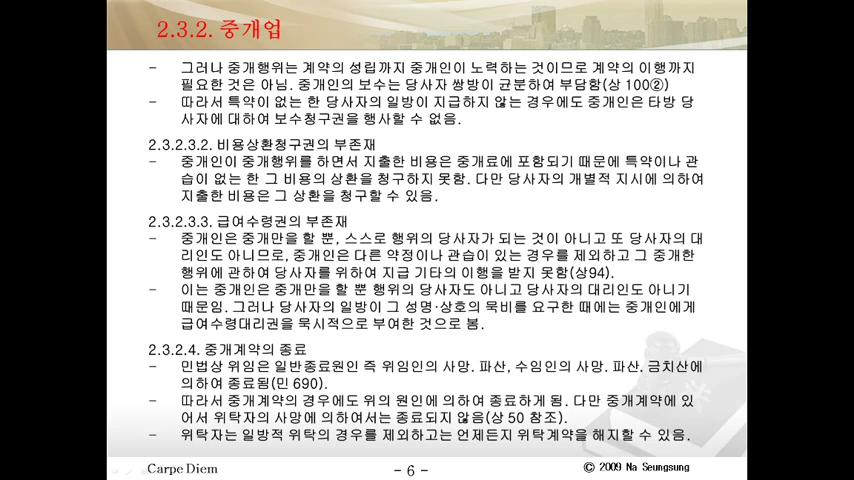 2.3.2. 중개업
– 그러나 중개행위는 계약의 성립까지 중개인이 노력하는 것이므로 계약의 이행까지
필요한 것은 아님. 중개인의 보수는 당사자 쌍방이 균분하여 부담함(상 100②)
– 따라서 특약이 없는 한 당사자의 일방이 지급하지 않는 경우에도 중개인은 타방 당
사자에 대하여 보수청구권을 행사할 수 없음.
2.3.2.3.2. 비용상환청구권의 부존재
– 중개인이 중개행위를 하면서 지출한 비용은 중개료에 포함되기 때문에 특약이나 관
습이 없는 한 그 비용의 상환을 청구하지 못함. 다만 당사자의 개별적 지시에 의하여
지출한 비용은 그 상환을 청구할 수 있음.
2.3.2.3.3. 급여수령권의 부존재
– 중개인은 중개만을 할 뿐, 스스로 행위의 당사자가 되는 것이 아니고 또 당사자의 대
리인도 아니므로, 중개인은 다른 약정이나 관습이 있는 경우를 제외하고 그 중개한
행위에 관하여 당사자를 위하여 지급 기타의 이행을 받지 못함(상94).
– 이는 중개인은 중개만을 할 뿐 행위의 당사자도 아니고 당사자의 대리인도 아니기
때문임. 그러나 당사자의 일방이 그 성명·상호의 묵비를 요구한 때에는 중개인에게
급여수령대리권을 묵시적으로 부여한 것으로 봄.
2.3.2.4. 중개계약의 종료
– 민법상 위임은 일반종료원인 즉 위임인의 사망. 파산, 수임인의 사망. 파산, 금치산에
의하여 종료됨(민 690).
– 따라서 중개계약의 경우에도 위의 원인에 의하여 종료하게 됨. 다만 중개계약에 있
어서 위탁자의 사망에 의하여서는 종료되지 않음(상 50 참조).
– 위탁자는 일방적 위탁의 경우를 제외하고는 언제든지 위탁계약을 해지할 수 있음.
Carpe Diem
- 6 -
© 2009 Na Seungsung